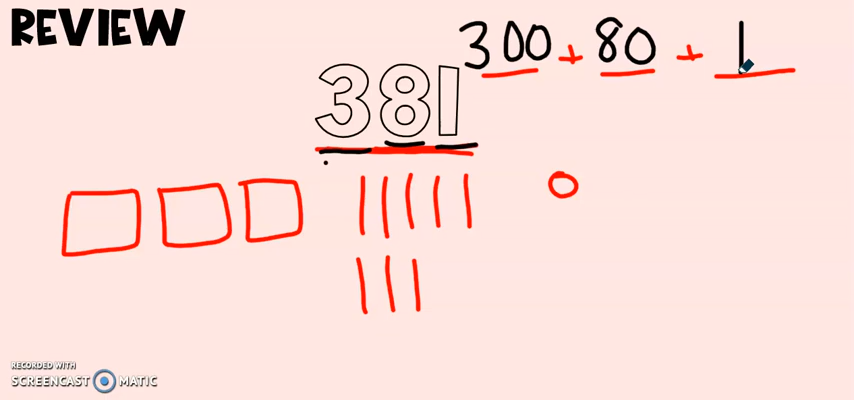 REVIEW
300 + 80 + 1
381
RECORDED WITH
SCREENCAST MATIC